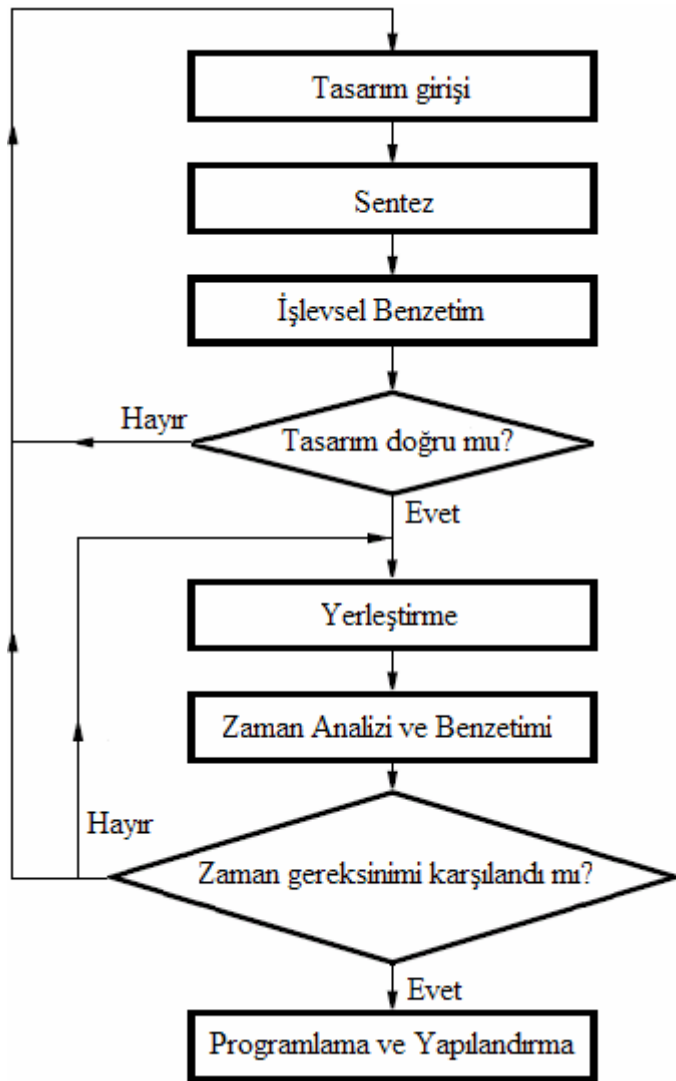 Tasarım girişi
Sentez
İşlevsel Benzetim
Hayır
Tasarım doğru mu?
Evet
Yerleştirme
Zaman Analizi ve Benzetimi
Hayır
Zaman gereksinimi karşılandı mı?
Evet
Programlama ve Yapılandırma